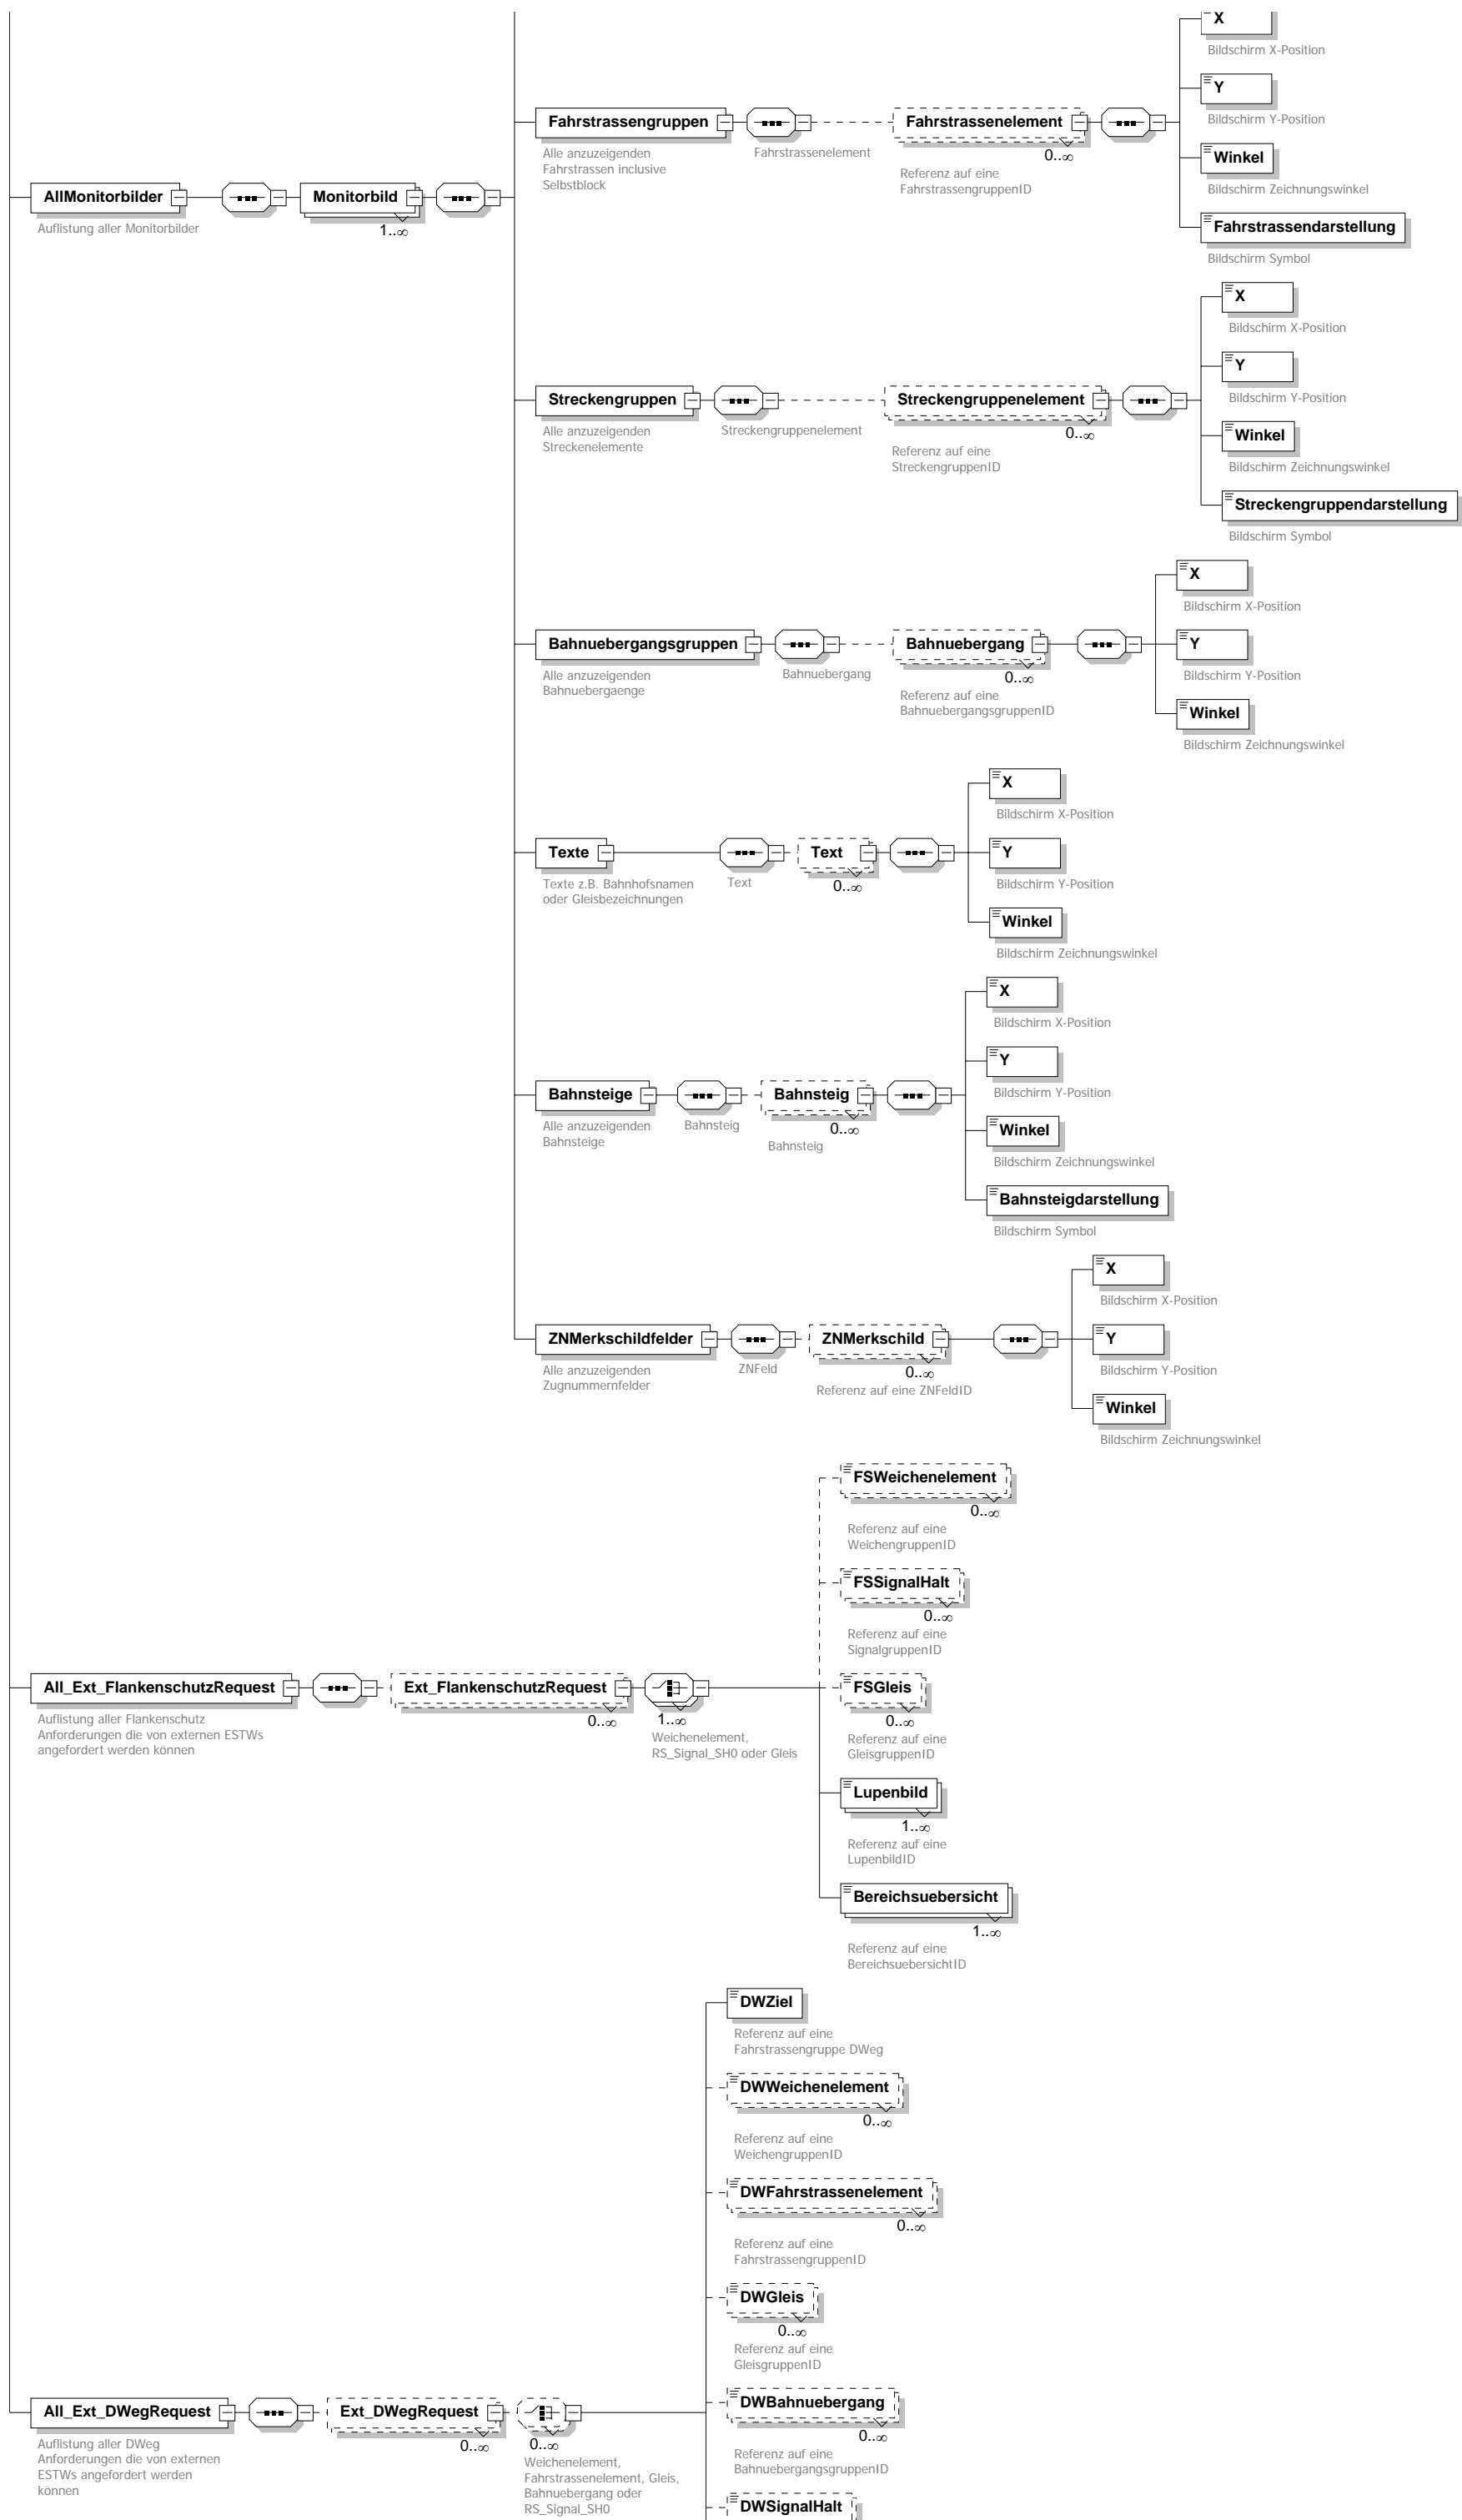 X
Bildschirm X-Position
Y
Bildschirm Y-Position
Fahrstrassengruppen
Alle anzuzeigenden
Fahrstrassen inclusive
Selbstblock
Fahrstrassenelement
Fahrstrassenelement
0..∞
Referenz auf eine
FahrstrassengruppenID
Winkel
Bildschirm Zeichnungswinkel
Fahrstrassendarstellung
Bildschirm Symbol
AllMonitorbilder
Auflistung aller Monitorbilder
Monitorbild
1..∞
X
Bildschirm X-Position
Y
Bildschirm Y-Position
Streckengruppen
Alle anzuzeigenden
Streckenelemente
Streckengruppenelement
Streckengruppenelement
0..∞
Referenz auf eine
StreckengruppenID
Winkel
Bildschirm Zeichnungswinkel
Streckengruppendarstellung
Bildschirm Symbol
X
Bildschirm X-Position
Bahnuebergangsgruppen
Alle anzuzeigenden
Bahnuebergaenge
Bahnuebergang
Bahnuebergang
0..∞
Referenz auf eine
BahnuebergangsgruppenID
Y
Bildschirm Y-Position
Winkel
Bildschirm Zeichnungswinkel
X
Bildschirm X-Position
Texte
Texte z.B. Bahnhofsnamen
oder Gleisbezeichnungen
Text
Text
0..∞
Y
Bildschirm Y-Position
Winkel
Bildschirm Zeichnungswinkel
X
Bildschirm X-Position
Y
Bildschirm Y-Position
Bahnsteige
Alle anzuzeigenden
Bahnsteige
Bahnsteig
Bahnsteig
0..∞
Bahnsteig
Winkel
Bildschirm Zeichnungswinkel
Bahnsteigdarstellung
Bildschirm Symbol
X
Bildschirm X-Position
ZNMerkschildfelder
Alle anzuzeigenden
Zugnummernfelder
ZNFeld
ZNMerkschild
0..∞
Referenz auf eine ZNFeldID
Y
Bildschirm Y-Position
Winkel
Bildschirm Zeichnungswinkel
FSWeichenelement
0..∞
Referenz auf eine
WeichengruppenID
FSSignalHalt
0..∞
Referenz auf eine
SignalgruppenID
All_Ext_FlankenschutzRequest
Auflistung aller Flankenschutz
Anforderungen die von externen ESTWs
angefordert werden können
Ext_FlankenschutzRequest
0..∞
1..∞
Weichenelement,
RS_Signal_SH0 oder Gleis
FSGleis
0..∞
Referenz auf eine
GleisgruppenID
Lupenbild
1..∞
Referenz auf eine
LupenbildID
Bereichsuebersicht
1..∞
Referenz auf eine
BereichsuebersichtID
DWZiel
Referenz auf eine
Fahrstrassengruppe DWeg
DWWeichenelement
0..∞
Referenz auf eine
WeichengruppenID
DWFahrstrassenelement
0..∞
Referenz auf eine
FahrstrassengruppenID
DWGleis
0..∞
Referenz auf eine
GleisgruppenID
All_Ext_DWegRequest
Auflistung aller DWeg
Anforderungen die von externen
ESTWs angefordert werden
können
Ext_DWegRequest
0..∞
0..∞
Weichenelement,
Fahrstrassenelement, Gleis,
Bahnuebergang oder
RS_Signal_SH0
DWBahnuebergang
0..∞
Referenz auf eine
BahnuebergangsgruppenID
DWSignalHalt